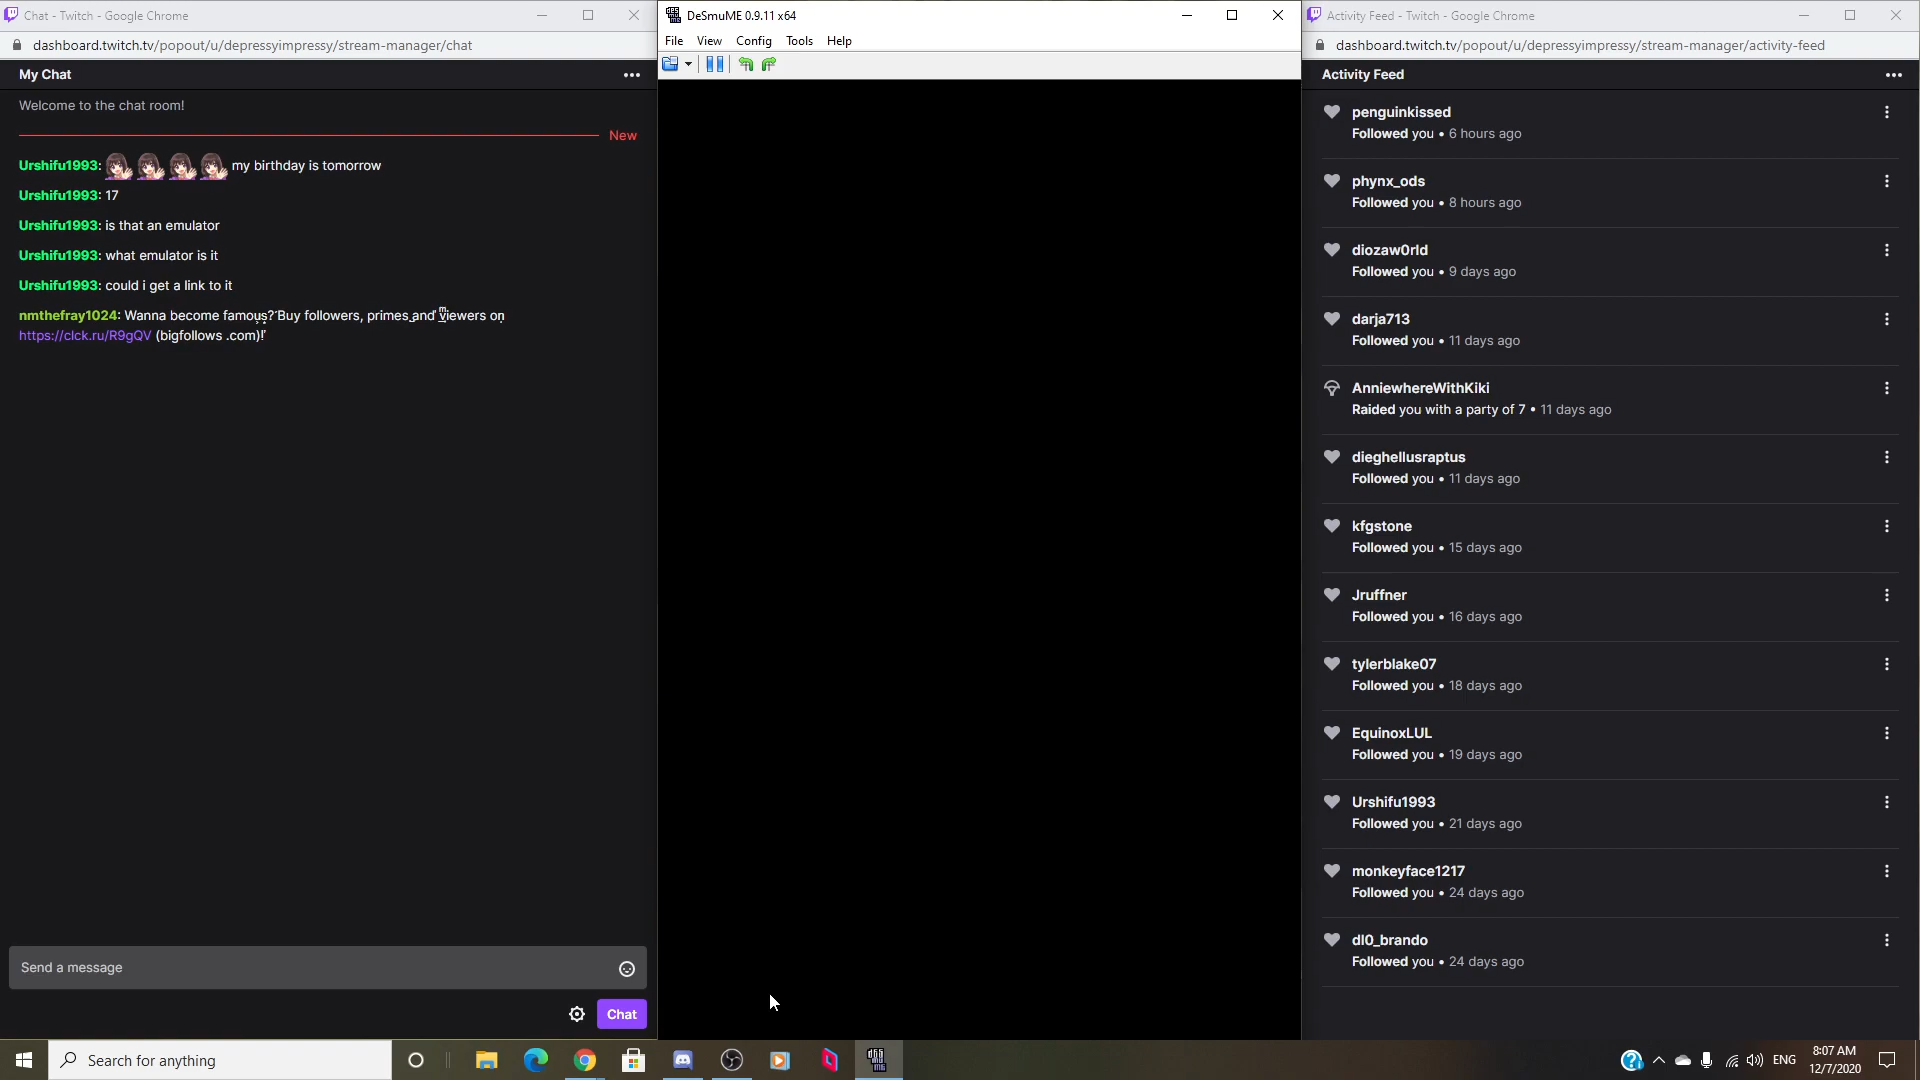 Chat - Twitch - Google Chrome
dashboard.twitch.tv/popout/u/depressyimpressy/stream-manager/chat
My Chat
Welcome to the chat room!
New
Urshifu1993: my birthday is tomorrow
Urshifu1993: 17
Urshifu1993: is that an emulator
Urshifu1993: what emulator is it
Urshifu1993: could i get a link to it
nmthefray1024: Wanna become famous? Buy followers, primes and viewers on
https://clck.ru/R9gQV (bigfollows .com)!
Send a message
Chat
DeSmuME 0.9.11 x64
File View Config Tools Help
Activity Feed - Twitch - Google Chrome
dashboard.twitch.tv/popout/u/depressyimpressy/stream-manager/activity-feed
Activity Feed
penguinkissed
Followed you • 6 hours ago
phynx_ods
Followed you • 8 hours ago
diozaw0rld
Followed you • 9 days ago
darja713
Followed you • 11 days ago
AnniewhereWithKiki
Raided you with a party of 7 • 11 days ago
dieghellusraptus
Followed you • 11 days ago
kfgstone
Followed you • 15 days ago
Jruffner
Followed you • 16 days ago
tylerblake07
Followed you • 18 days ago
EquinoxLUL
Followed you • 19 days ago
Urshifu1993
Followed you • 21 days ago
monkeyface1217
Followed you • 24 days ago
dl0_brando
Followed you • 24 days ago
Search for anything
ENG
8:07 AM
12/7/2020